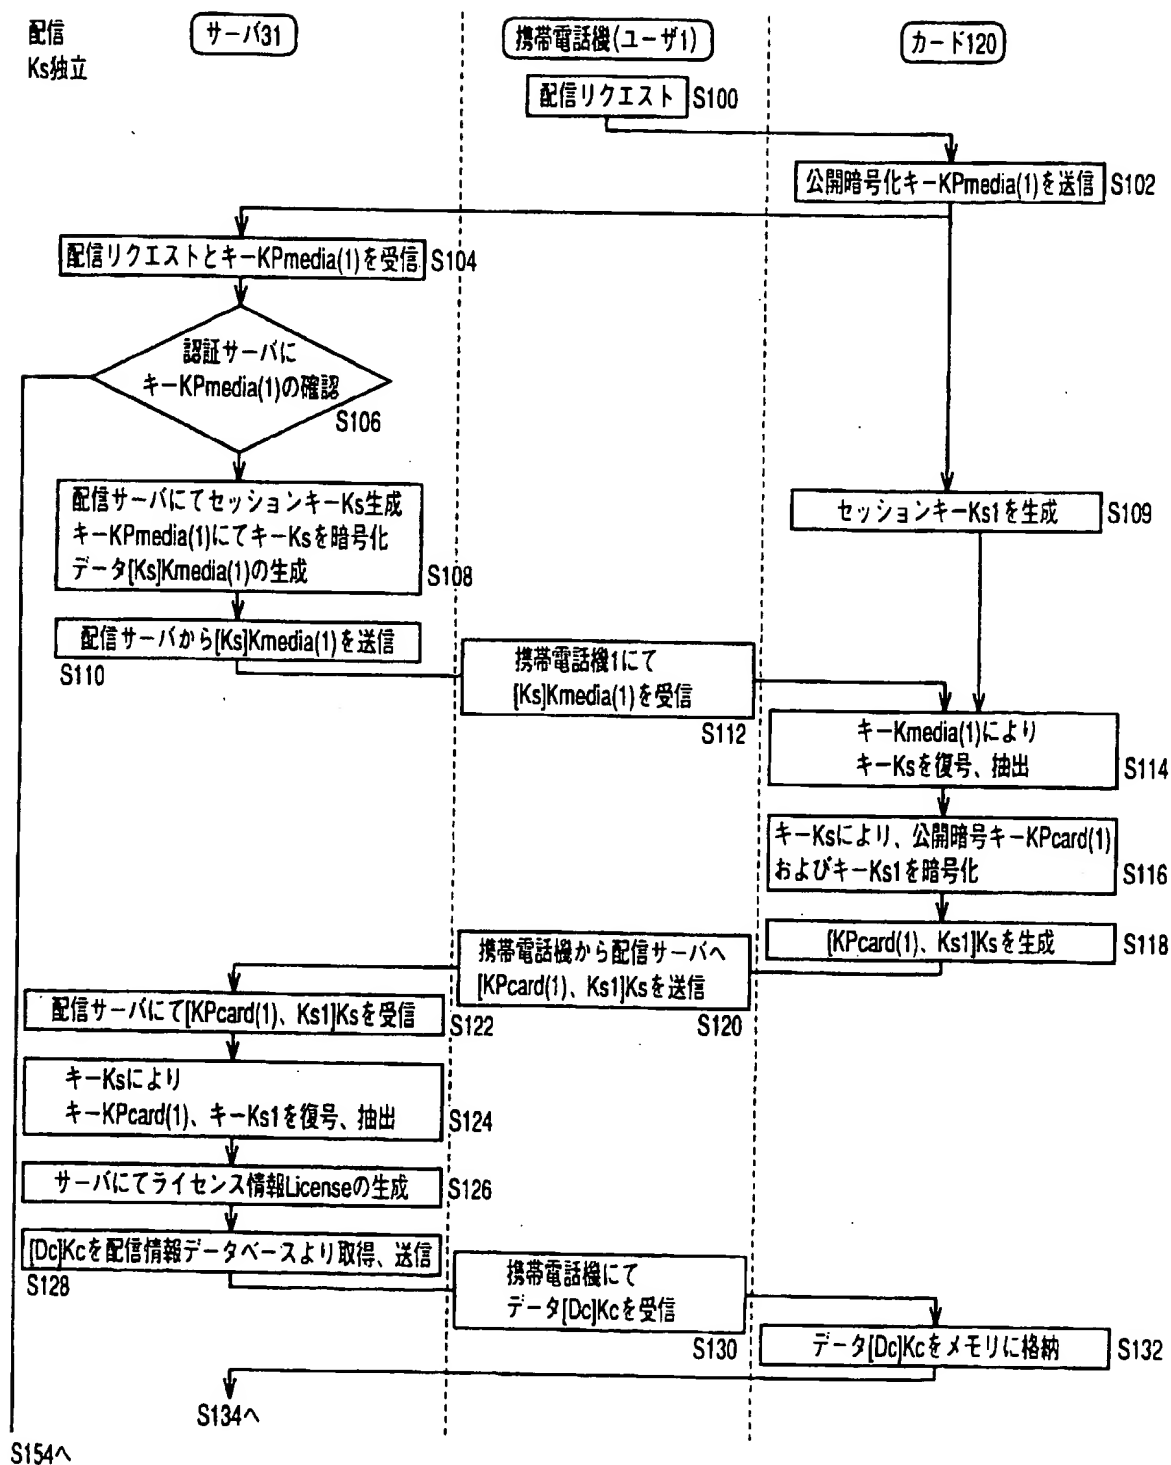 配信
Ks独立
サーバ31
携帯電話機(ユーザ1)
カード120
配信リクエスト
S100
公開暗号化キーKPmedia(1)を送信
S102
配信リクエストとキーKPmedia(1)を受信
S104
認証サーバに
キーKPmedia(1)の確認
S106
配信サーバにてセッションキーKs生成
キーKPmedia(1)にてキーKsを暗号化
データ[Ks]Kmedia(1)の生成
S108
セッションキーKs1を生成
S109
配信サーバから[Ks]Kmedia(1)を送信
S110
携帯電話機1にて
[Ks]Kmedia(1)を受信
S112
キーKmedia(1)により
キーKsを復号、抽出
S114
キーKsにより、公開暗号キーKPcard(1)
およびキーKs1を暗号化
S116
[KPcard(1)、Ks1]Ksを生成
S118
携帯電話機から配信サーバへ
[KPcard(1)、Ks1]Ksを送信
S120
配信サーバにて[KPcard(1)、Ks1]Ksを受信
S122
キーKsにより
キーKPcard(1)、キーKs1を復号、抽出
S124
サーバにてライセンス情報Licenseの生成
S126
[Dc]Kcを配信情報データベースより取得、送信
S128
携帯電話機にて
データ[Dc]Kcを受信
S130
データ[Dc]Kcをメモリに格納
S132
S134へ
S154へ